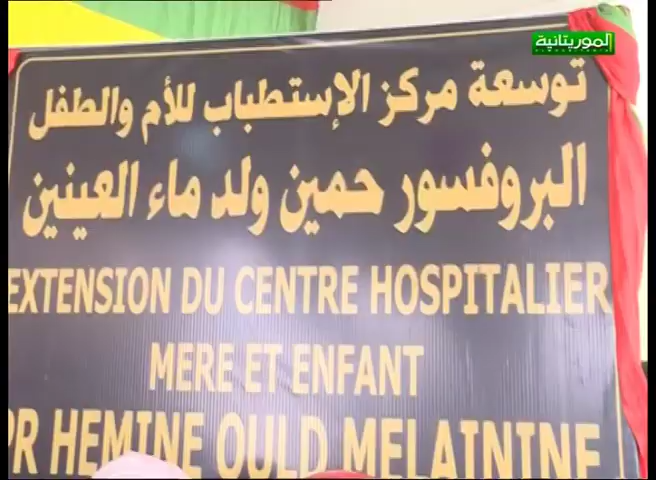 الموريتانية
توسعة مركز الإستطباب للأم والطفل
البروفسور حمين ولد ماء العينين
EXTENSION DU CENTRE HOSPITALIER
MERE ET ENFANT
PR HEMINE OULD MELAININE